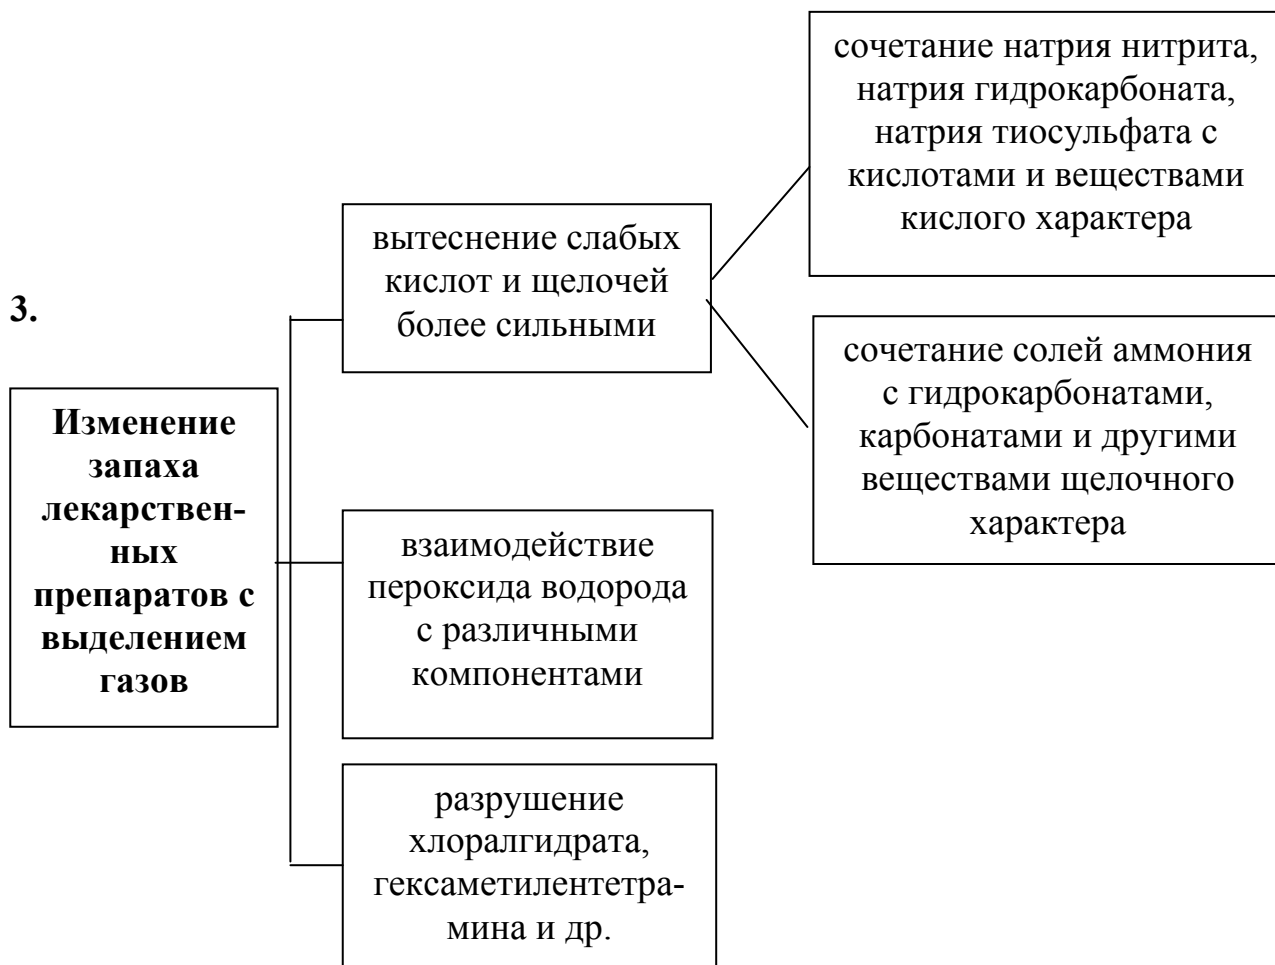 3.
Изменение
запаха
лекарствен-
ных
препаратов с
выделением
газов
вытеснение слабых
кислот и щелочей
более сильными
сочетание натрия нитрита,
натрия гидрокарбоната,
натрия тиосульфата с
кислотами и веществами
кислого характера
сочетание солей аммония
с гидрокарбонатами,
карбонатами и другими
веществами щелочного
характера
взаимодействие
пероксида водорода
с различными
компонентами
разрушение
хлоралгидрата,
гексаметилентетра-
мина и др.